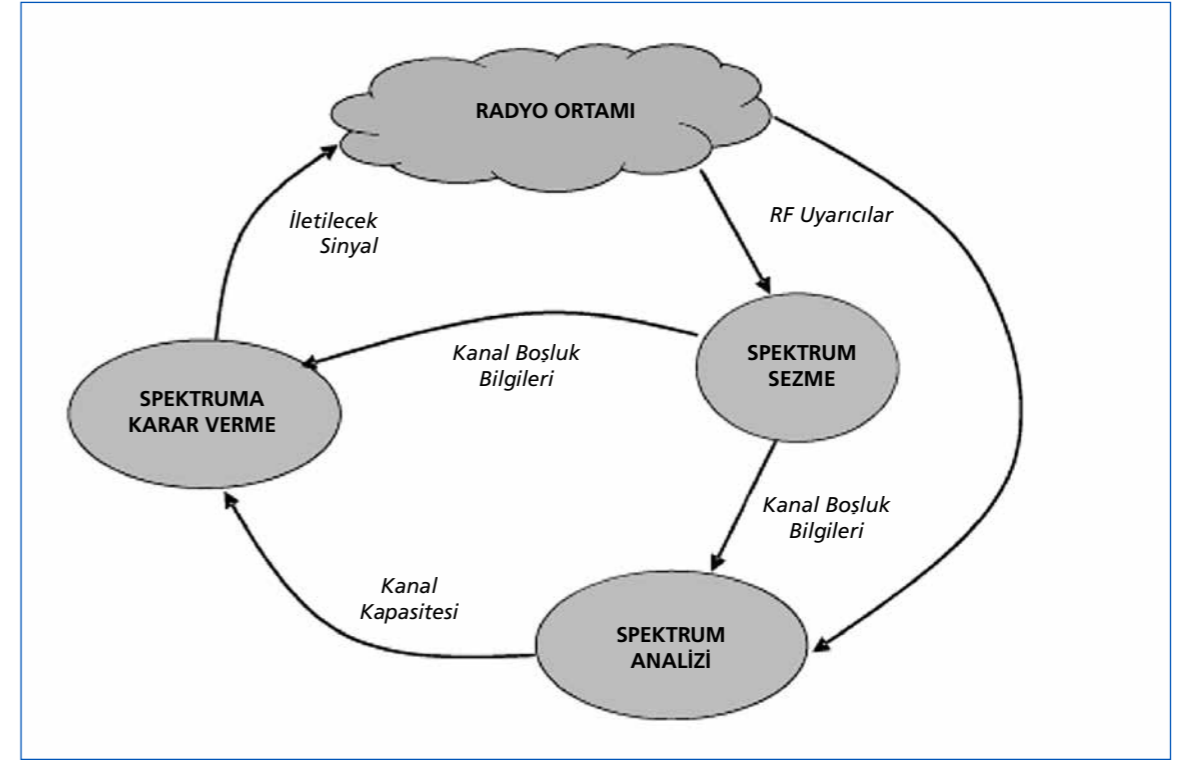 RADYO ORTAMI
İletilecek
Sinyal
RF Uyarıcılar
Kanal Boşluk
Bilgileri
SPEKTRUM
SEZME
SPEKTRUMA
KARAR VERME
Kanal Boşluk
Bilgileri
Kanal
Kapasitesi
SPEKTRUM
ANALİZİ